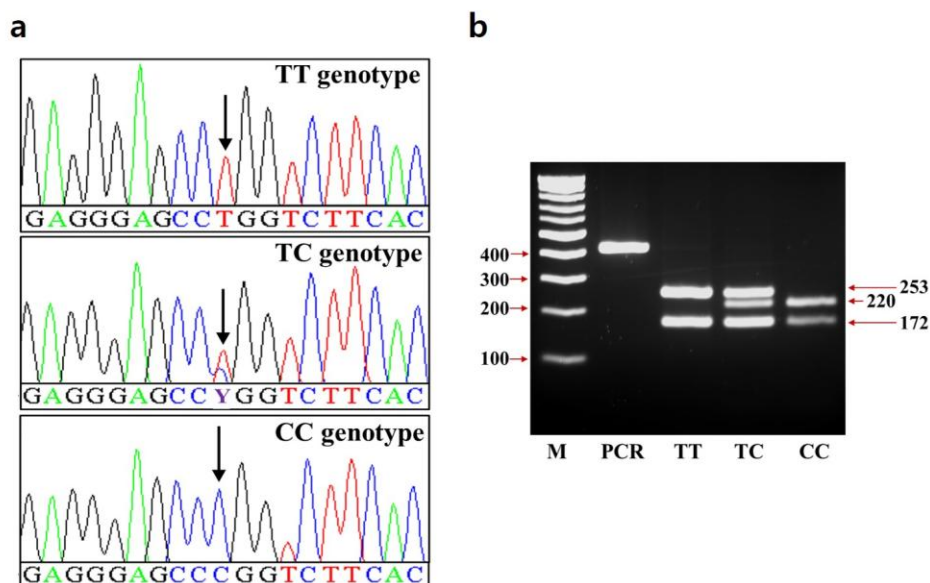 a
TT genotype
GAGGGAGCCTGGTCTTCAC
TC genotype
GAGGGAGCCYGGTCTTCAC
CC genotype
GAGGGAGCCCGGTCTTCAC
b
400
300
200
100
253
220
172
M PCR TT TC CC